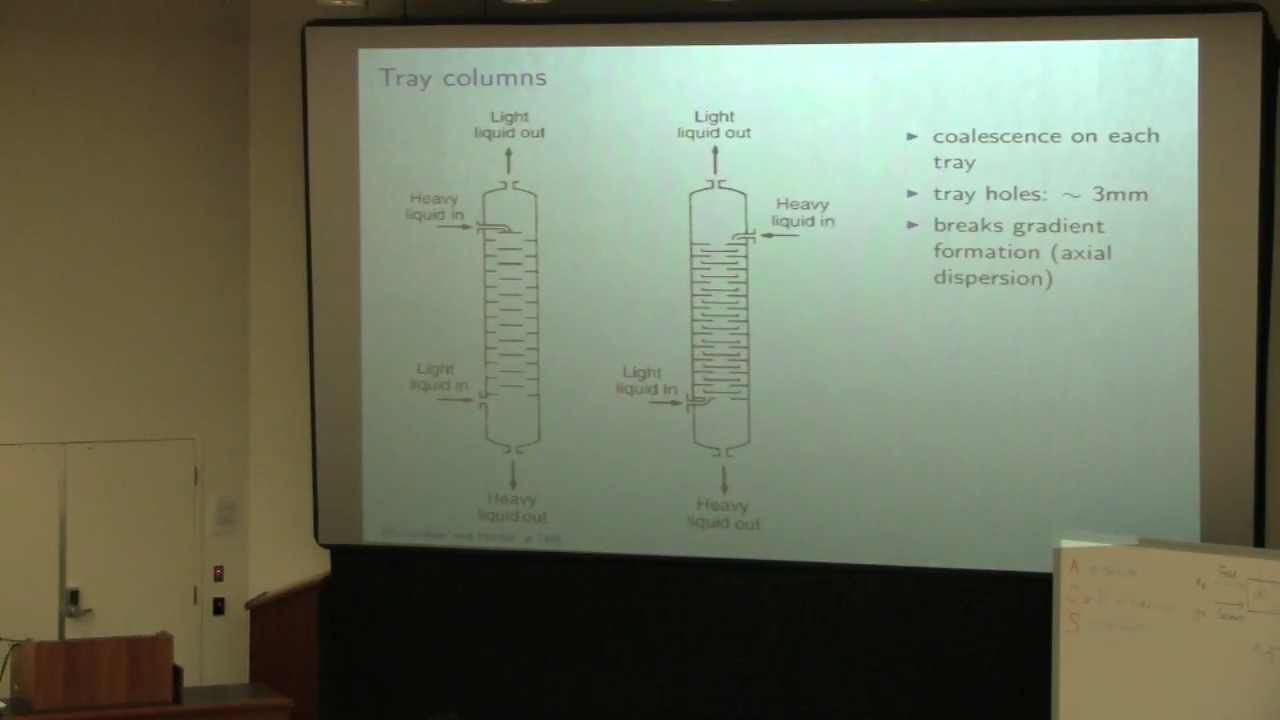 Tray columns
Light
liquid out
Heavy
liquid in
Light
liquid in
Heavy
liquid out
Light
liquid out
Heavy
liquid in
Light
liquid in
Heavy
liquid out
► coalescence on each
tray
► tray holes: ∼ 3mm
► breaks gradient
formation (axial
dispersion)
A
S